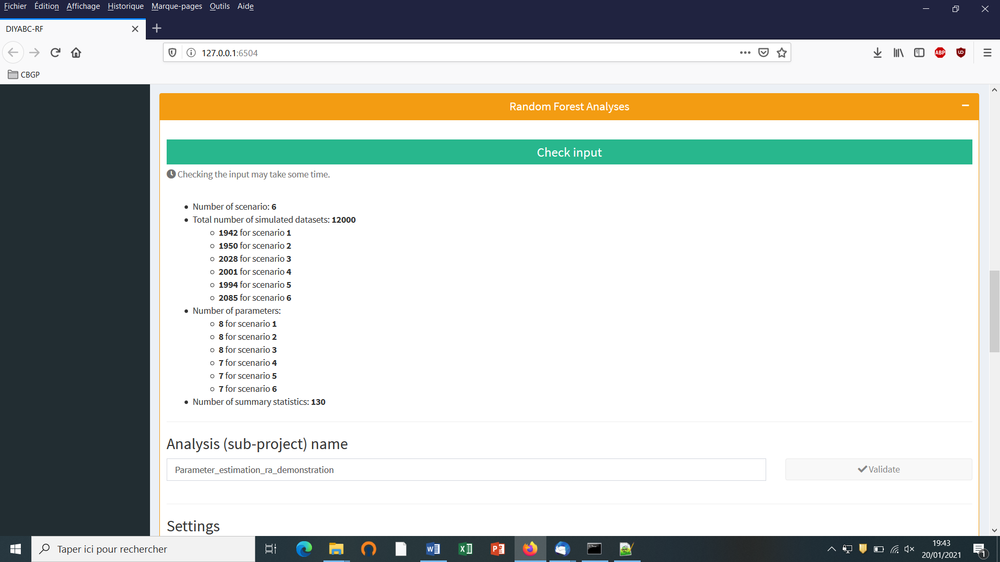 Fichier Édition Affichage Historique Marque-pages Outils Aide
DIYABC-RF
127.0.0.1:6504
ABP
CBGP
Random Forest Analyses
Check input
Checking the input may take some time.
Number of scenario: 6
Total number of simulated datasets: 12000
1942 for scenario 1
1950 for scenario 2
2028 for scenario 3
2001 for scenario 4
1994 for scenario 5
2085 for scenario 6
Number of parameters:
8 for scenario 1
8 for scenario 2
8 for scenario 3
7 for scenario 4
7 for scenario 5
7 for scenario 6
Number of summary statistics: 130
Analysis (sub-project) name
Parameter_estimation_ra_demonstration
Validate
Settings
Taper ici pour rechercher
19:43
20/01/2021
1